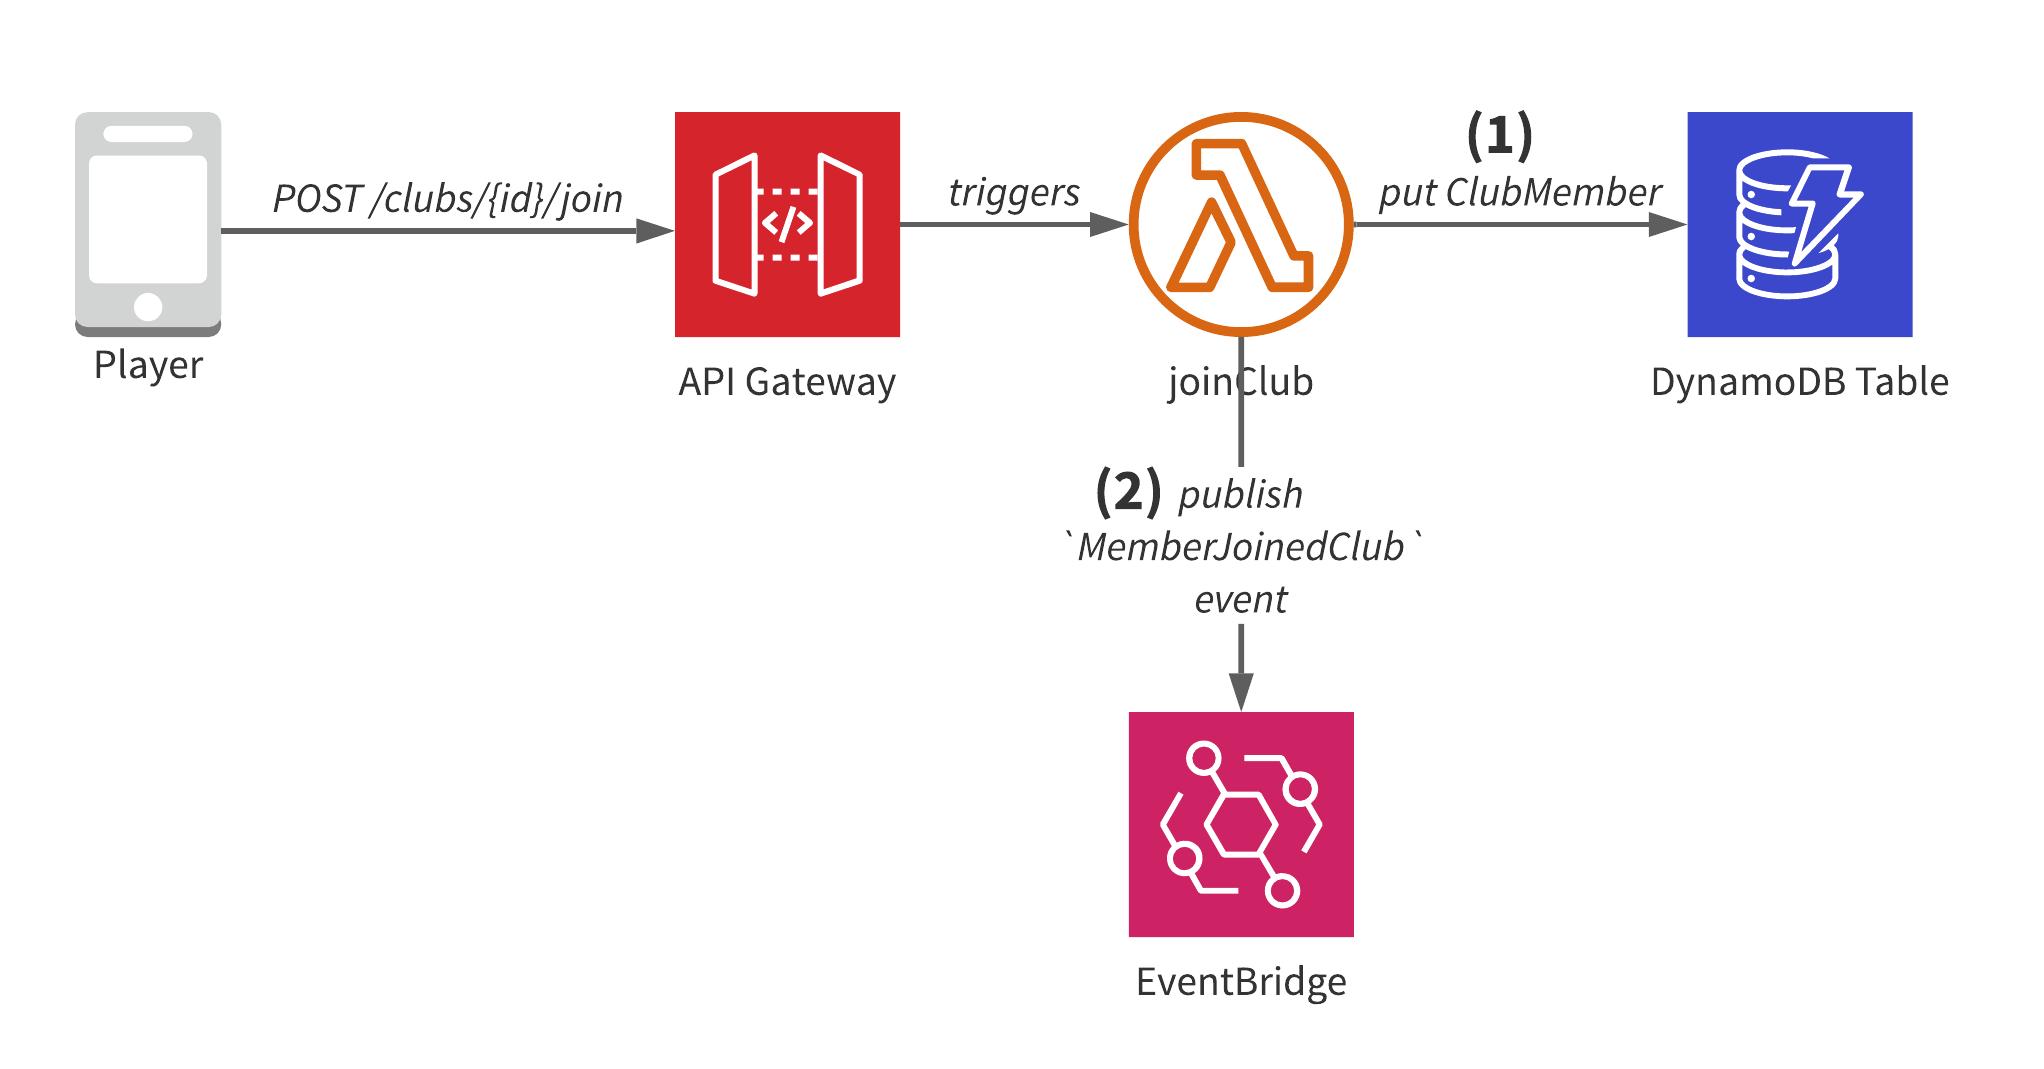 POST /clubs/{id}/join
triggers
(1)
put ClubMember
Player
API Gateway
joinClub
DynamoDB Table
(2) publish
`MemberJoinedClub`
event
EventBridge